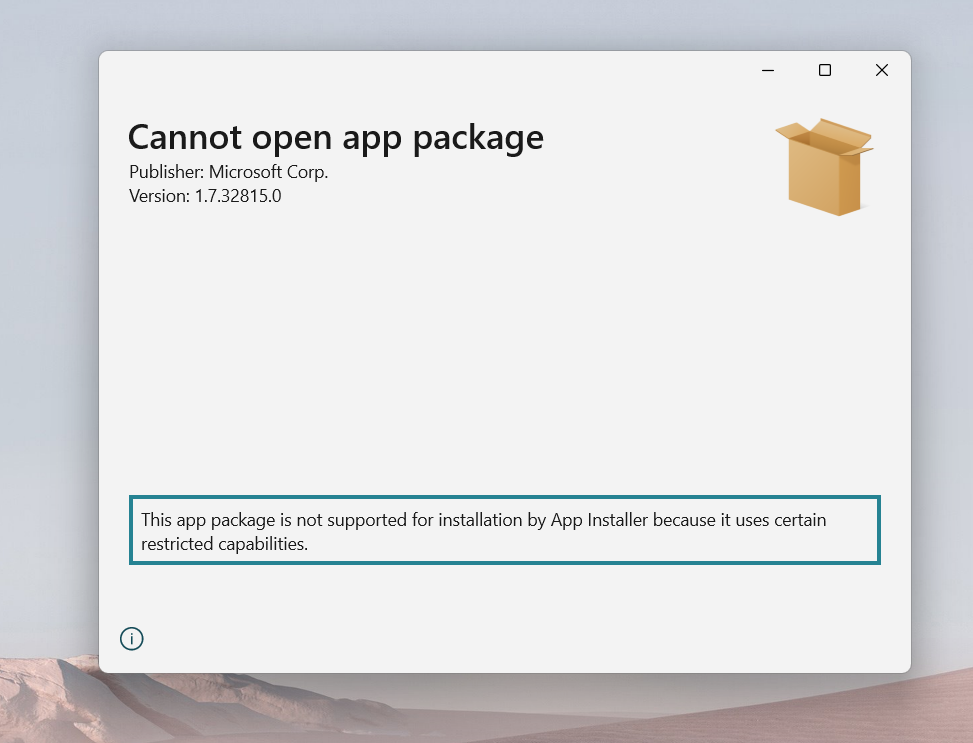 Cannot open app package
Publisher: Microsoft Corp.
Version: 1.7.32815.0
This app package is not supported for installation by App Installer because it uses certain
restricted capabilities.